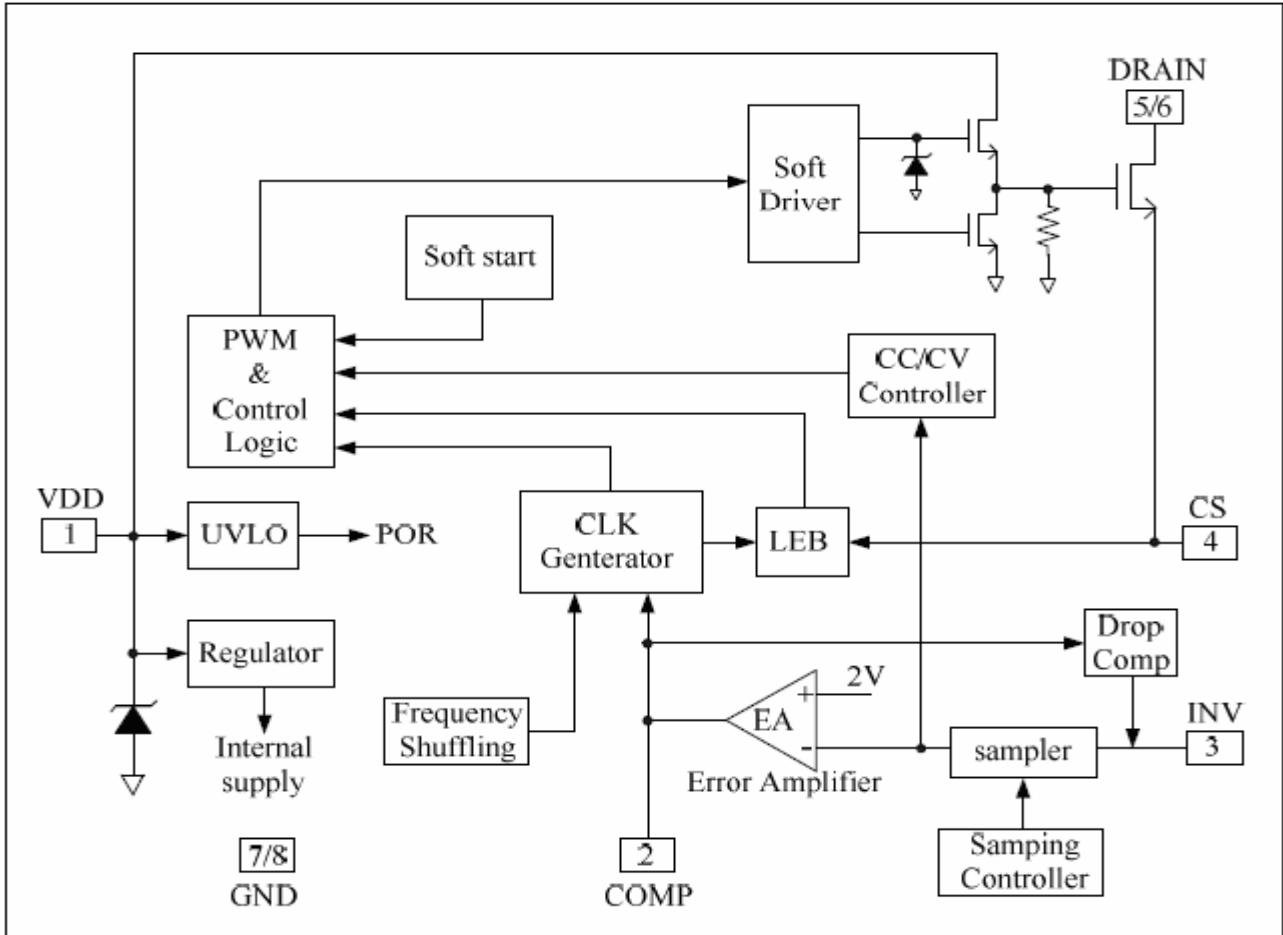 DRAIN
5/6
Soft
Driver
Soft start
PWM
&
Control
Logic
CC/CV
Controller
VDD
1
UVLO
POR
CLK
Genterator
LEB
CS
4
Regulator
Internal
supply
Frequency
Shuffling
2V
+
EA
-
Error Amplifier
Drop
Comp
INV
3
sampler
Samping
Controller
7/8
GND
2
COMP